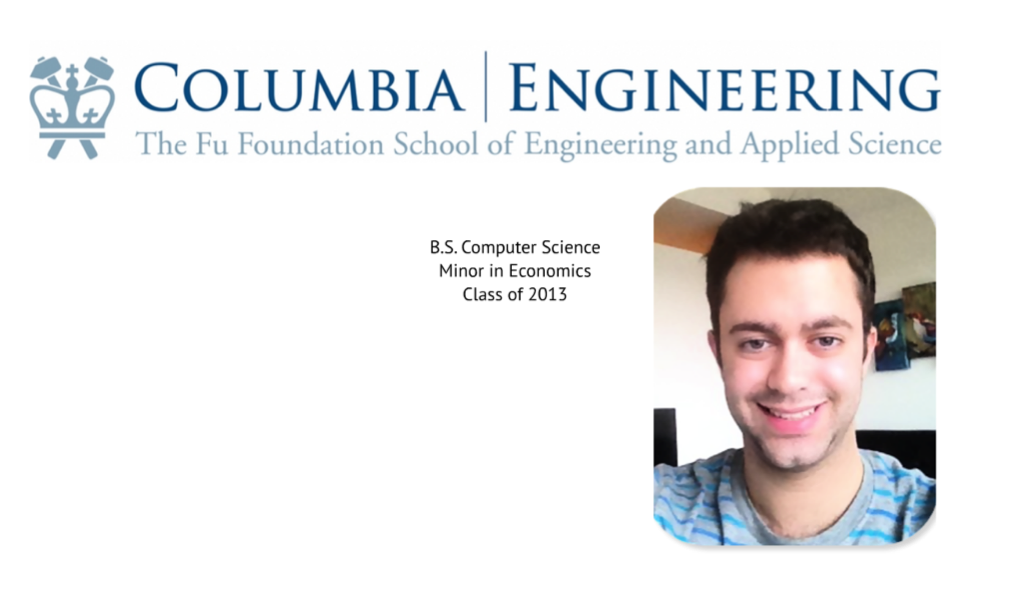 COLUMBIA | ENGINEERING
The Fu Foundation School of Engineering and Applied Science
B.S. Computer Science
Minor in Economics
Class of 2013